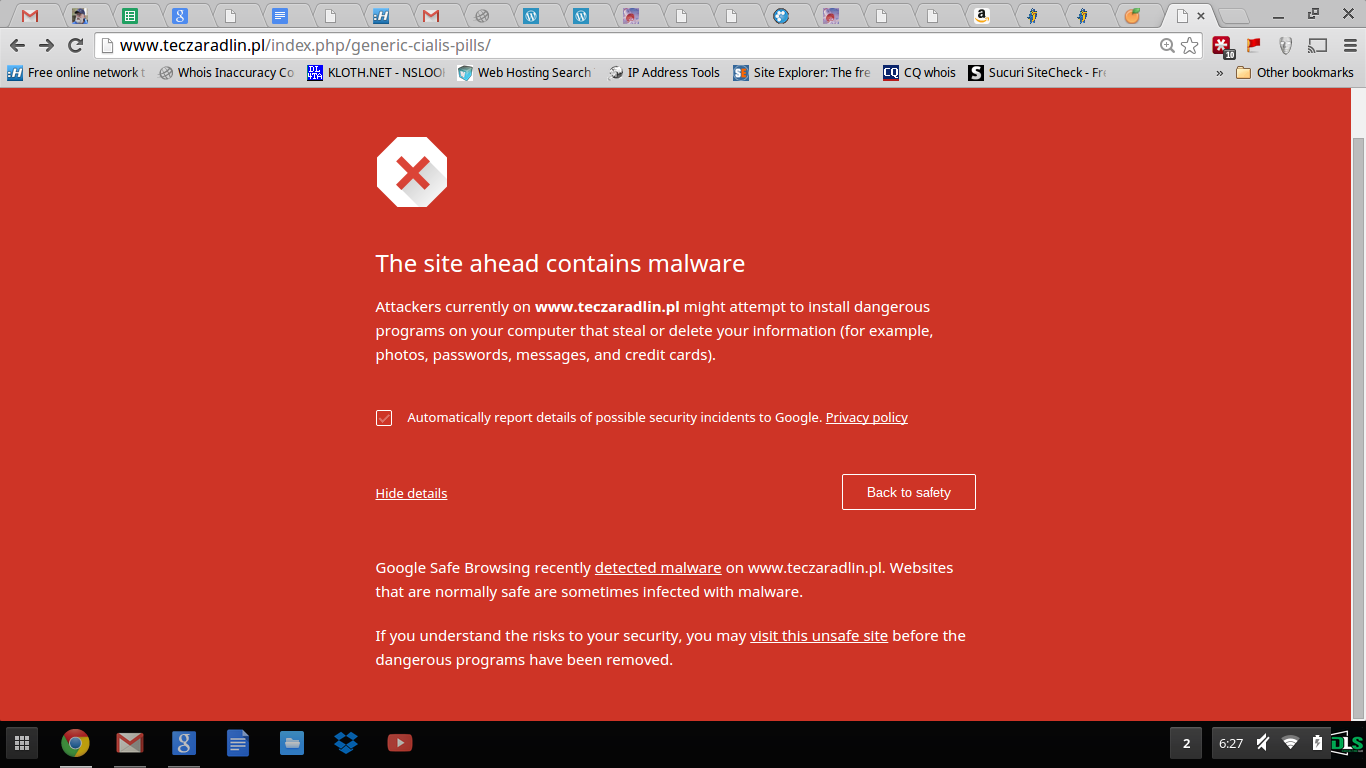 www.teczaradlin.pl/index.php/generic-cialis-pills/
10
:H Free online network t
Whois Inaccuracy Co
KLOTH.NET - NSLOOK
Web Hosting Search
IP Address Tools
Site Explorer: The fre
CQ CQ whois
S Sucuri SiteCheck - Fre
» Other bookmarks
The site ahead contains malware
Attackers currently on www.teczaradlin.pl might attempt to install dangerous
programs on your computer that steal or delete your information (for example,
photos, passwords, messages, and credit cards).
Automatically report details of possible security incidents to Google. Privacy policy
Hide details
Back to safety
Google Safe Browsing recently detected malware on www.teczaradlin.pl. Websites
that are normally safe are sometimes infected with malware.
If you understand the risks to your security, you may visit this unsafe site before the
dangerous programs have been removed.
2
6:27
DLS